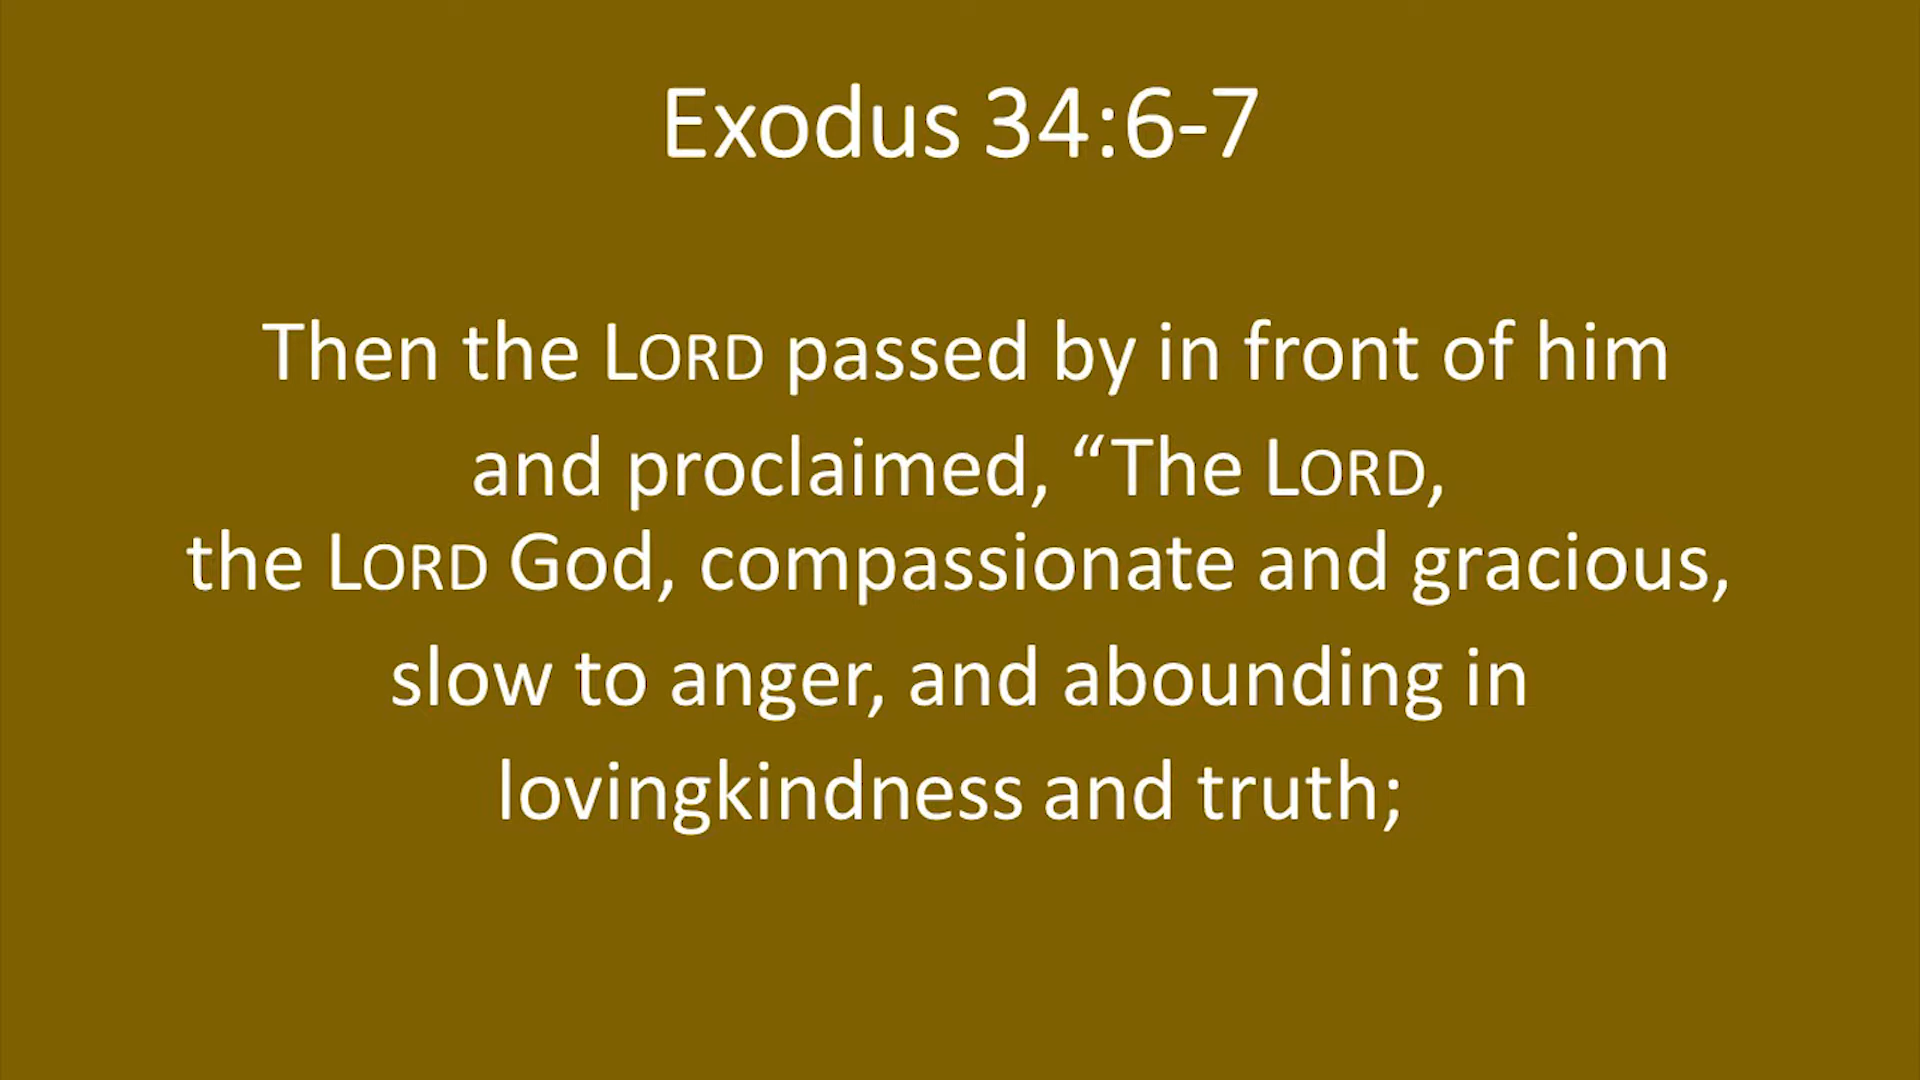 Exodus 34:6-7
Then the LORD passed by in front of him
and proclaimed, “The LORD,
the LORD God, compassionate and gracious,
slow to anger, and abounding in
lovingkindness and truth;